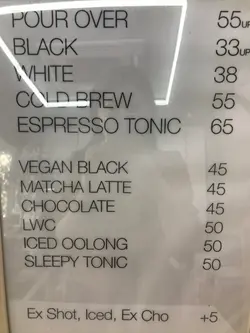 POUR OVER 55UP
BLACK 33UP
WHITE 38
COLD BREW 55
ESPRESSO TONIC 65
VEGAN BLACK 45
MATCHA LATTE 45
CHOCOLATE 45
LWC 50
ICED OOLONG 50
SLEEPY TONIC 50
Ex Shot, Iced, Ex Cho +5